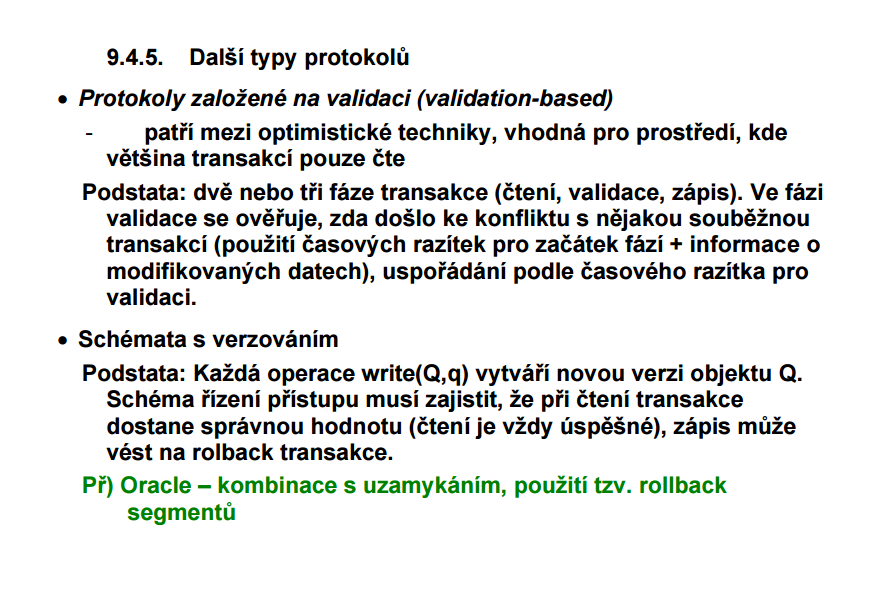 9.4.5. Další typy protokolů
• Protokoly založené na validaci (validation-based)
- patří mezi optimistické techniky, vhodná pro prostředí, kde
většina transakcí pouze čte
Podstata: dvě nebo tři fáze transakce (čtení, validace, zápis). Ve fázi
validace se ověřuje, zda došlo ke konfliktu s nějakou souběžnou
transakcí (použití časových razítek pro začátek fází + informace o
modifikovaných datech), uspořádání podle časového razítka pro
validaci.
• Schémata s verzováním
Podstata: Každá operace write(Q,q) vytváří novou verzi objektu Q.
Schéma řízení přístupu musí zajistit, že při čtení transakce
dostane správnou hodnotu (čtení je vždy úspěšné), zápis může
vést na rolback transakce.
Př) Oracle – kombinace s uzamykáním, použití tzv. rollback
segmentů